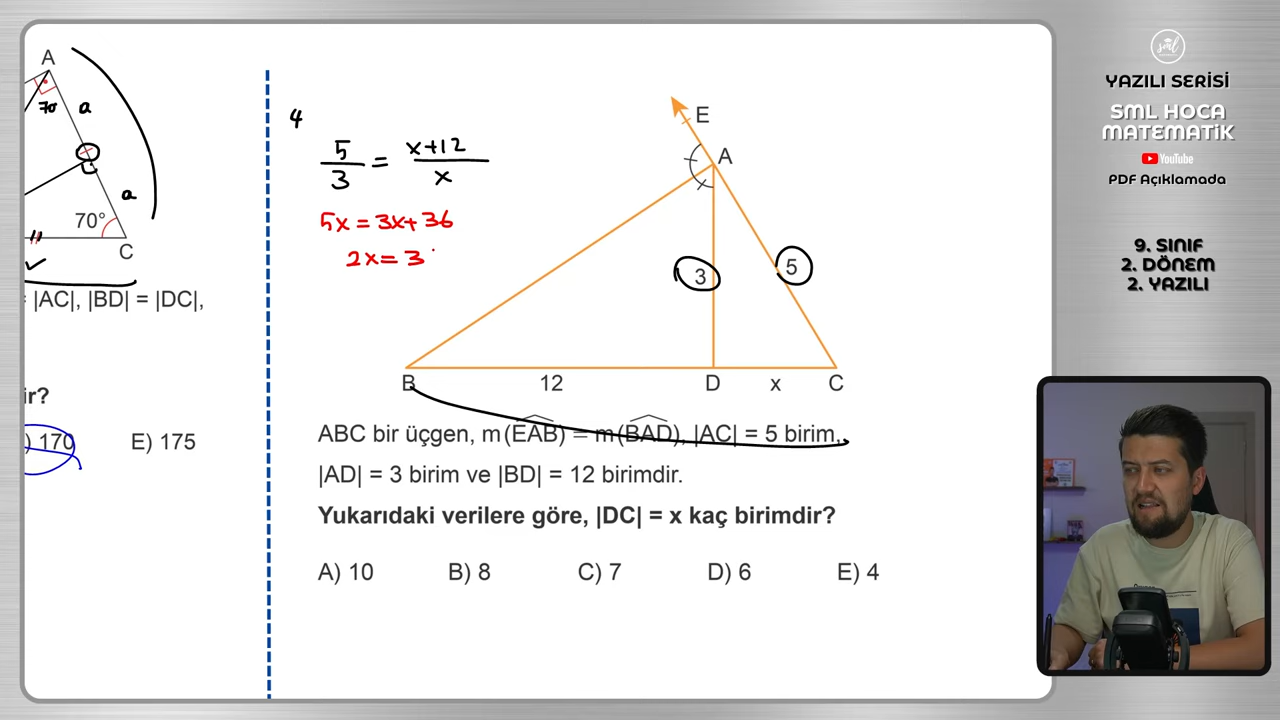 A
70
a
a
70°
C
= |AC|, |BD| = |DC|,
ir?
) 170
E) 175
4
5/3 = x+12/x
5x = 3x+36
2x = 3
E
A
3
5
B
12
D
x
C
ABC bir üçgen, m(EAB) = m(BAD), |AC| = 5 birim,
|AD| = 3 birim ve |BD| = 12 birimdir.
Yukarıdaki verilere göre, |DC| = x kaç birimdir?
A) 10 B) 8 C) 7 D) 6 E) 4
sml
YAZILI SERİSİ
SML HOCA
MATEMATİK
YouTube
PDF Açıklamada
9. SINIF
2. DÖNEM
2. YAZILI